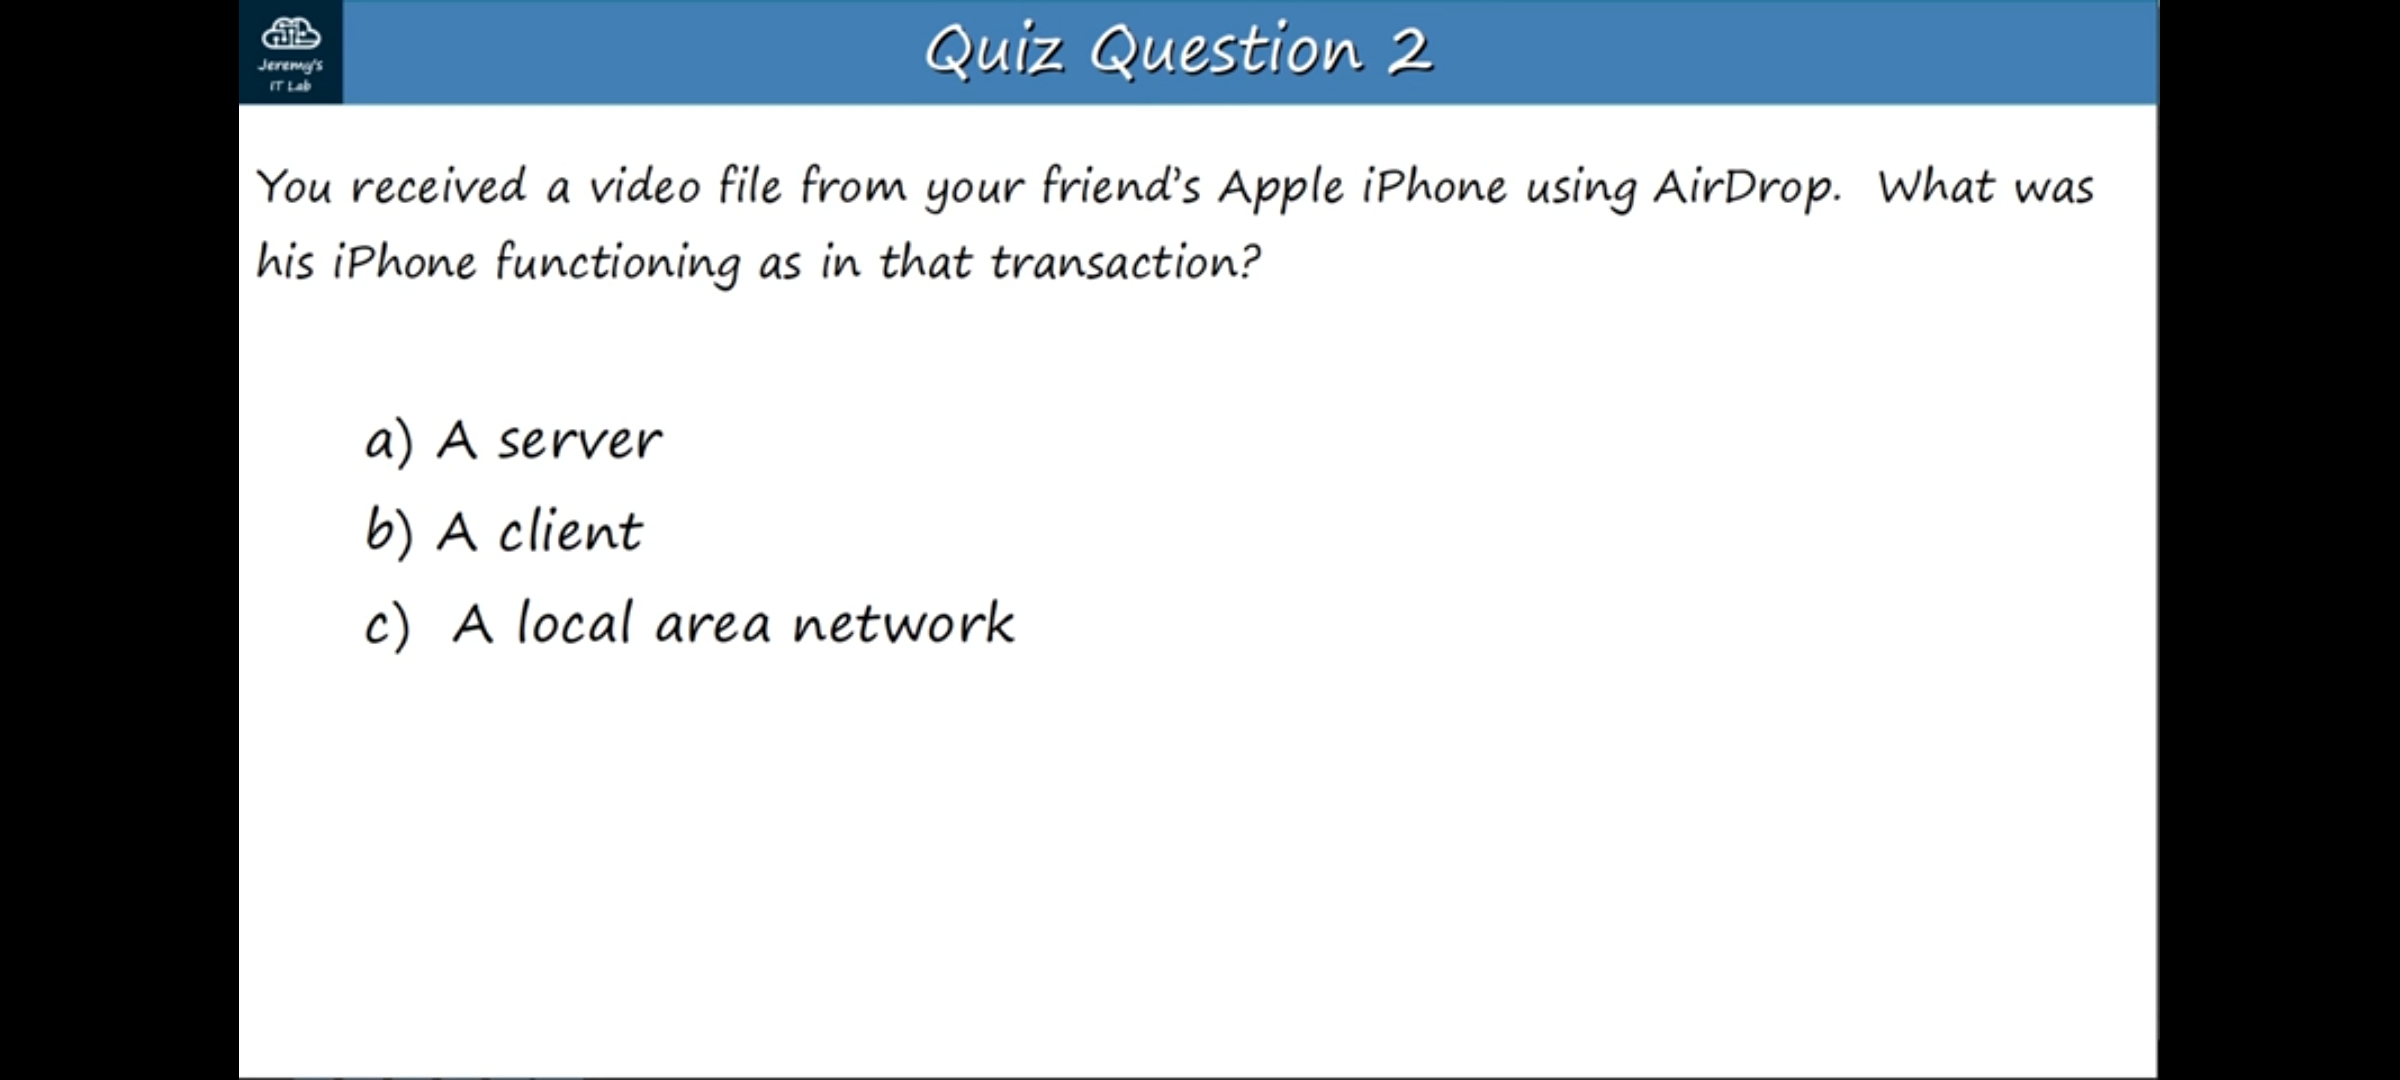 Jeremy's
IT Lab
Quiz Question 2
You received a video file from your friend's Apple iPhone using AirDrop. What was
his iPhone functioning as in that transaction?
a) A server
b) A client
c) A local area network